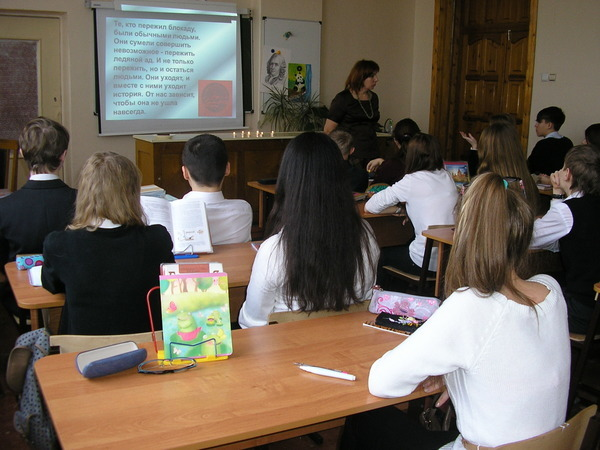 Те, кто пережил блокаду,
были обычными людьми.
Они сумели совершить
невозможное - пережить
ледяной ад. И не только
пережить, но и остаться
людьми. Они уходят, и
вместе с ними уходит
история. От нас зависит,
чтобы она не ушла
навсегда.